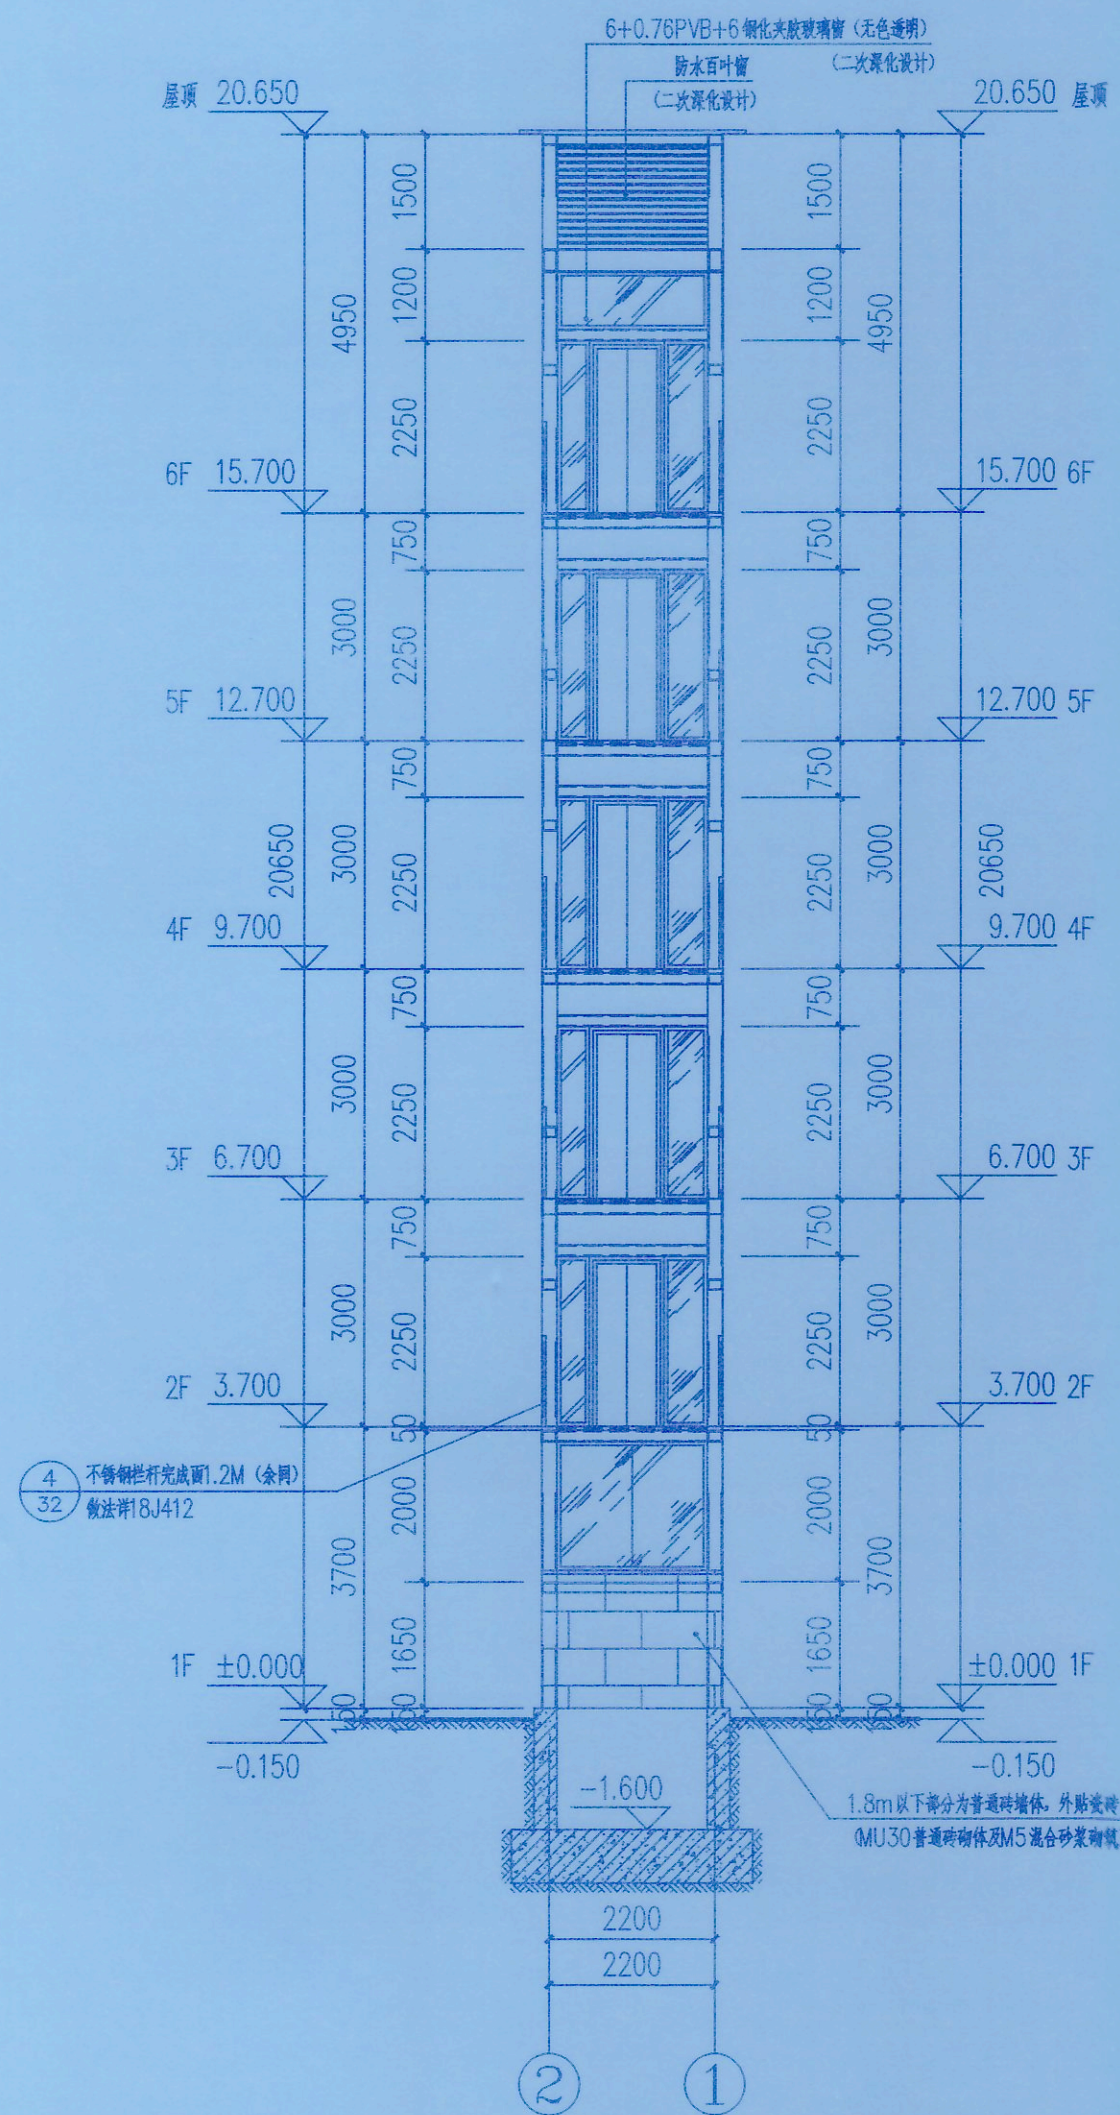 6+0.76PVB+6钢化夹胶玻璃窗（无色透明）
（二次深化设计）
防水百叶窗
（二次深化设计）
屋顶 20.650
20.650 屋顶
1500
1500
1200
1200
4950
4950
2250
2250
6F 15.700
15.700 6F
750
750
3000
3000
2250
2250
5F 12.700
12.700 5F
750
750
20650
3000
3000
20650
2250
2250
4F 9.700
9.700 4F
750
750
3000
3000
2250
2250
3F 6.700
6.700 3F
750
750
3000
3000
2250
2250
2F 3.700
3.700 2F
50
50
4
32
不锈钢栏杆完成面1.2M（余同）
做法详18J412
2000
2000
3700
3700
1650
1650
1F ±0.000
±0.000 1F
150
150
150
150
-0.150
-0.150
-1.600
1.8m以下部分为普通砖墙体。外贴瓷砖
(MU30普通砖砌体及M5混合砂浆砌筑
2200
2200
2
1